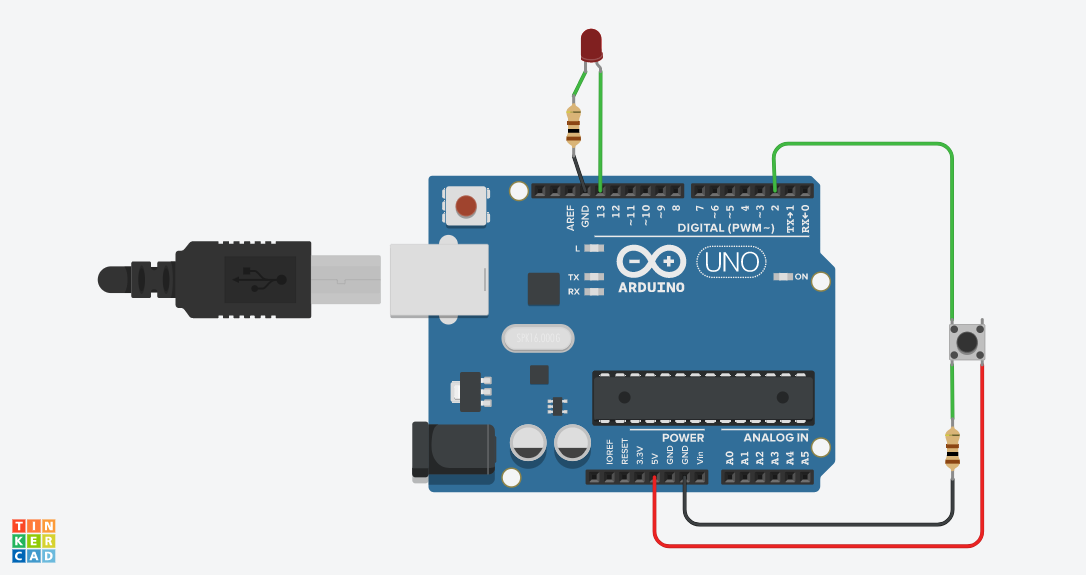 AREF
GND
13
12
~11
~10
~9
8
7
~6
~5
4
~3
2
TX→1
RX←0
DIGITAL (PWM~)
L
TX
RX
ARDUINO
UNO
ON
IOREF
RESET
3.3V
5V
GND
GND
Vin
POWER
ANALOG IN
A0
A1
A2
A3
A4
A5
TIN
KER
CAD